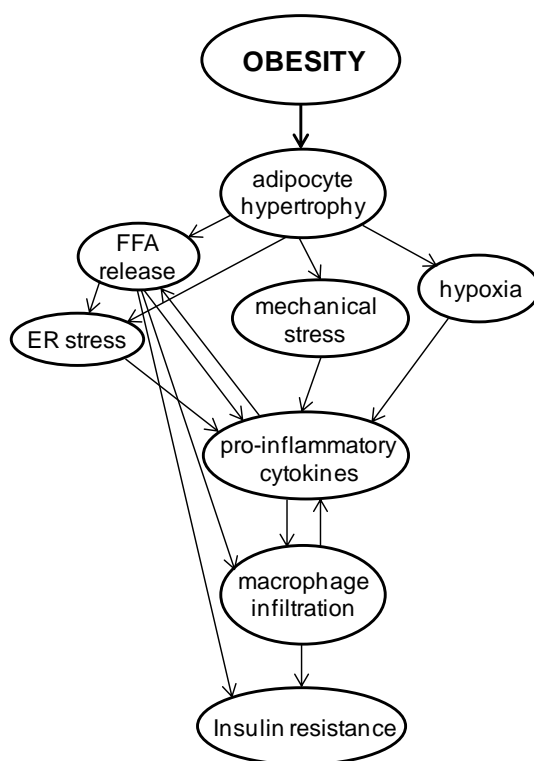 OBESITY
adipocyte
hypertrophy
FFA
release
hypoxia
mechanical
stress
ER stress
pro-inflammatory
cytokines
macrophage
infiltration
Insulin resistance